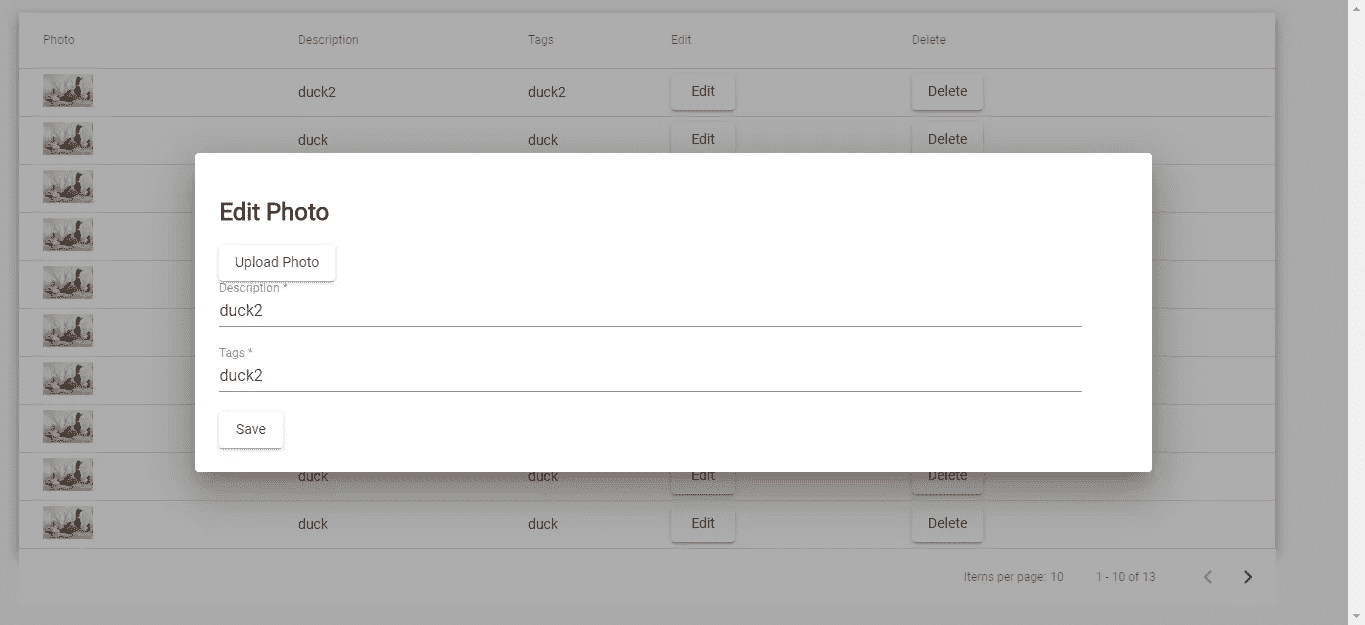 Photo Description Tags Edit Delete
duck2 duck2 Edit Delete
duck duck Edit Delete
Edit Photo
Upload Photo
Description *
duck2
Tags *
duck2
Save
duck duck Edit Delete
duck duck Edit Delete
Items per page: 10 1 - 10 of 13